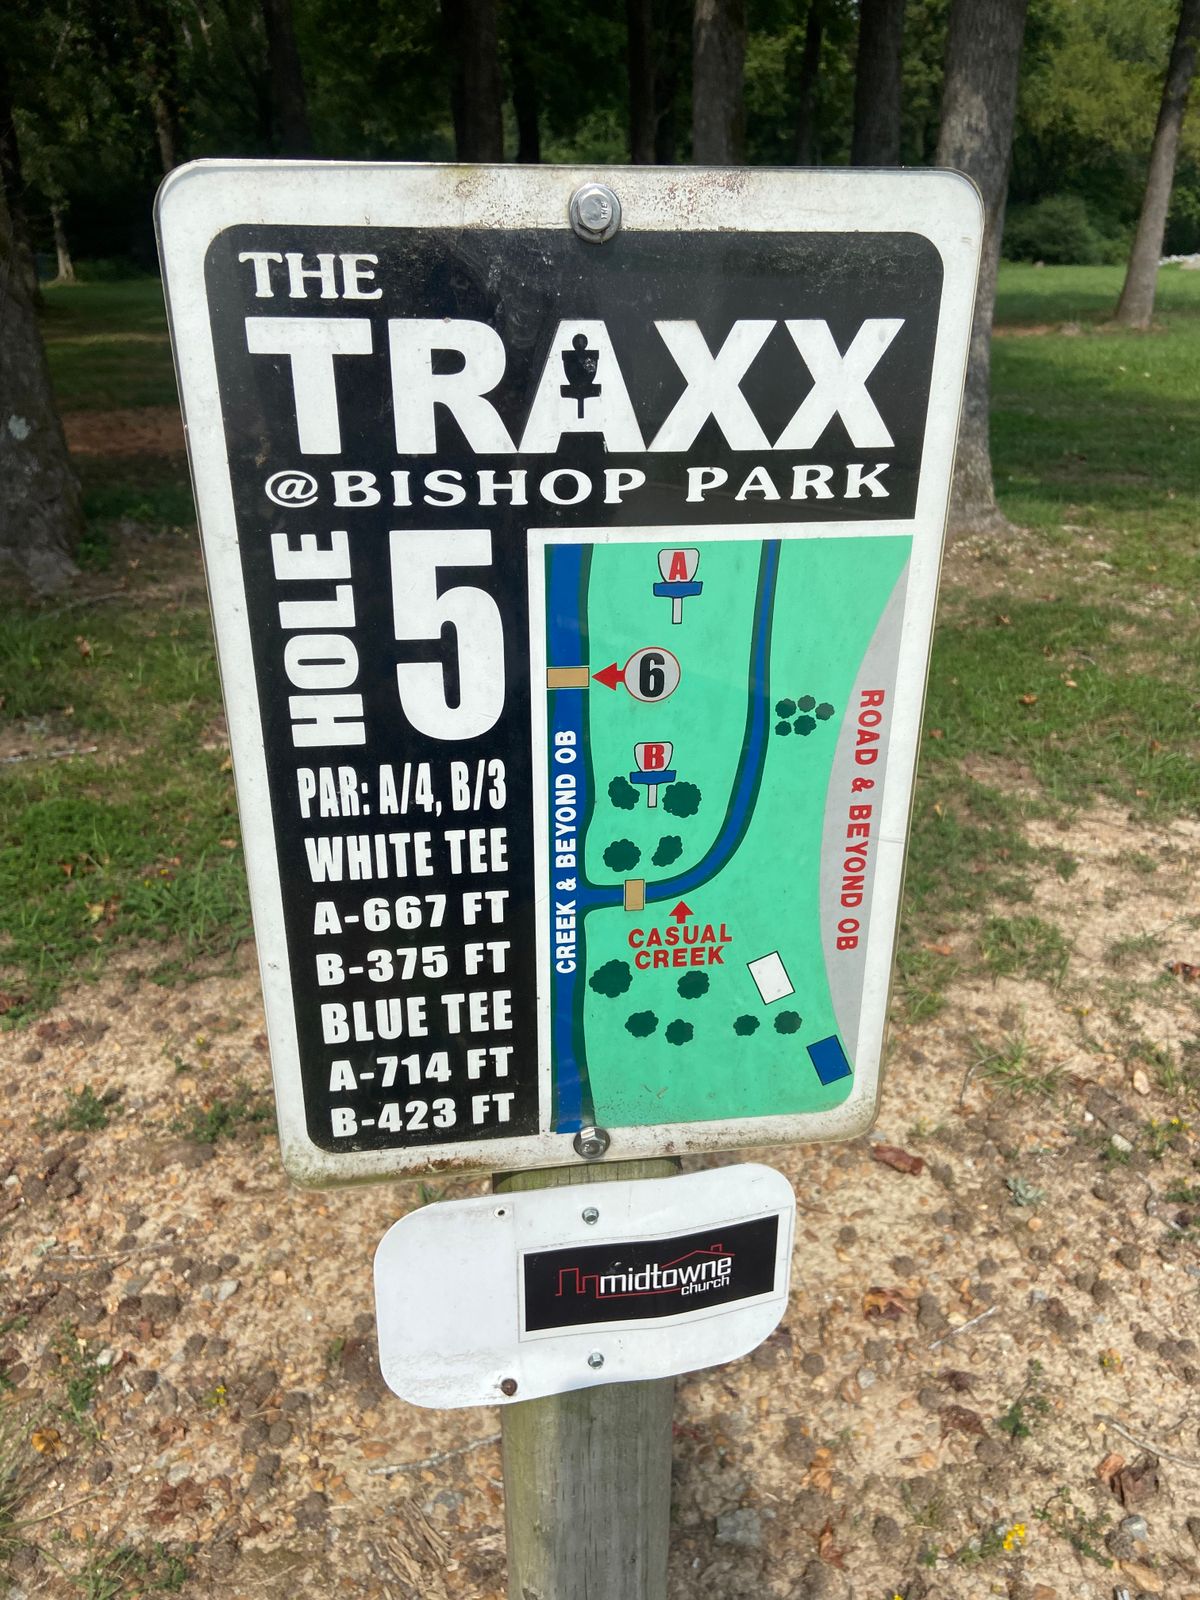 THE
TRAXX
@ BISHOP PARK
HOLE 5
PAR: A/4, B/3
WHITE TEE
A-667 FT
B-375 FT
BLUE TEE
A-714 FT
B-423 FT
A
6
B
CREEK & BEYOND OB
ROAD & BEYOND OB
CASUAL
CREEK
midtowne
church